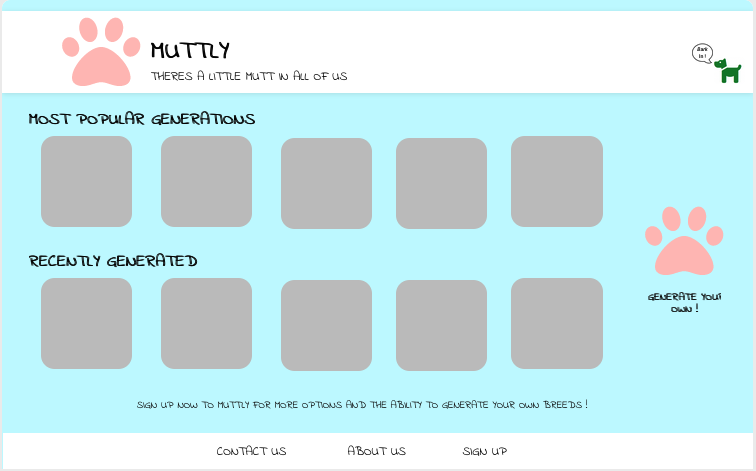 MUTTLY
THERES A LITTLE MUTT IN ALL OF US
Bark
in !
MOST POPULAR GENERATIONS
RECENTLY GENERATED
GENERATE YOUR
OWN !
SIGN UP NOW TO MUTTLY FOR MORE OPTIONS AND THE ABILITY TO GENERATE YOUR OWN BREEDS !
CONTACT US
ABOUT US
SIGN UP